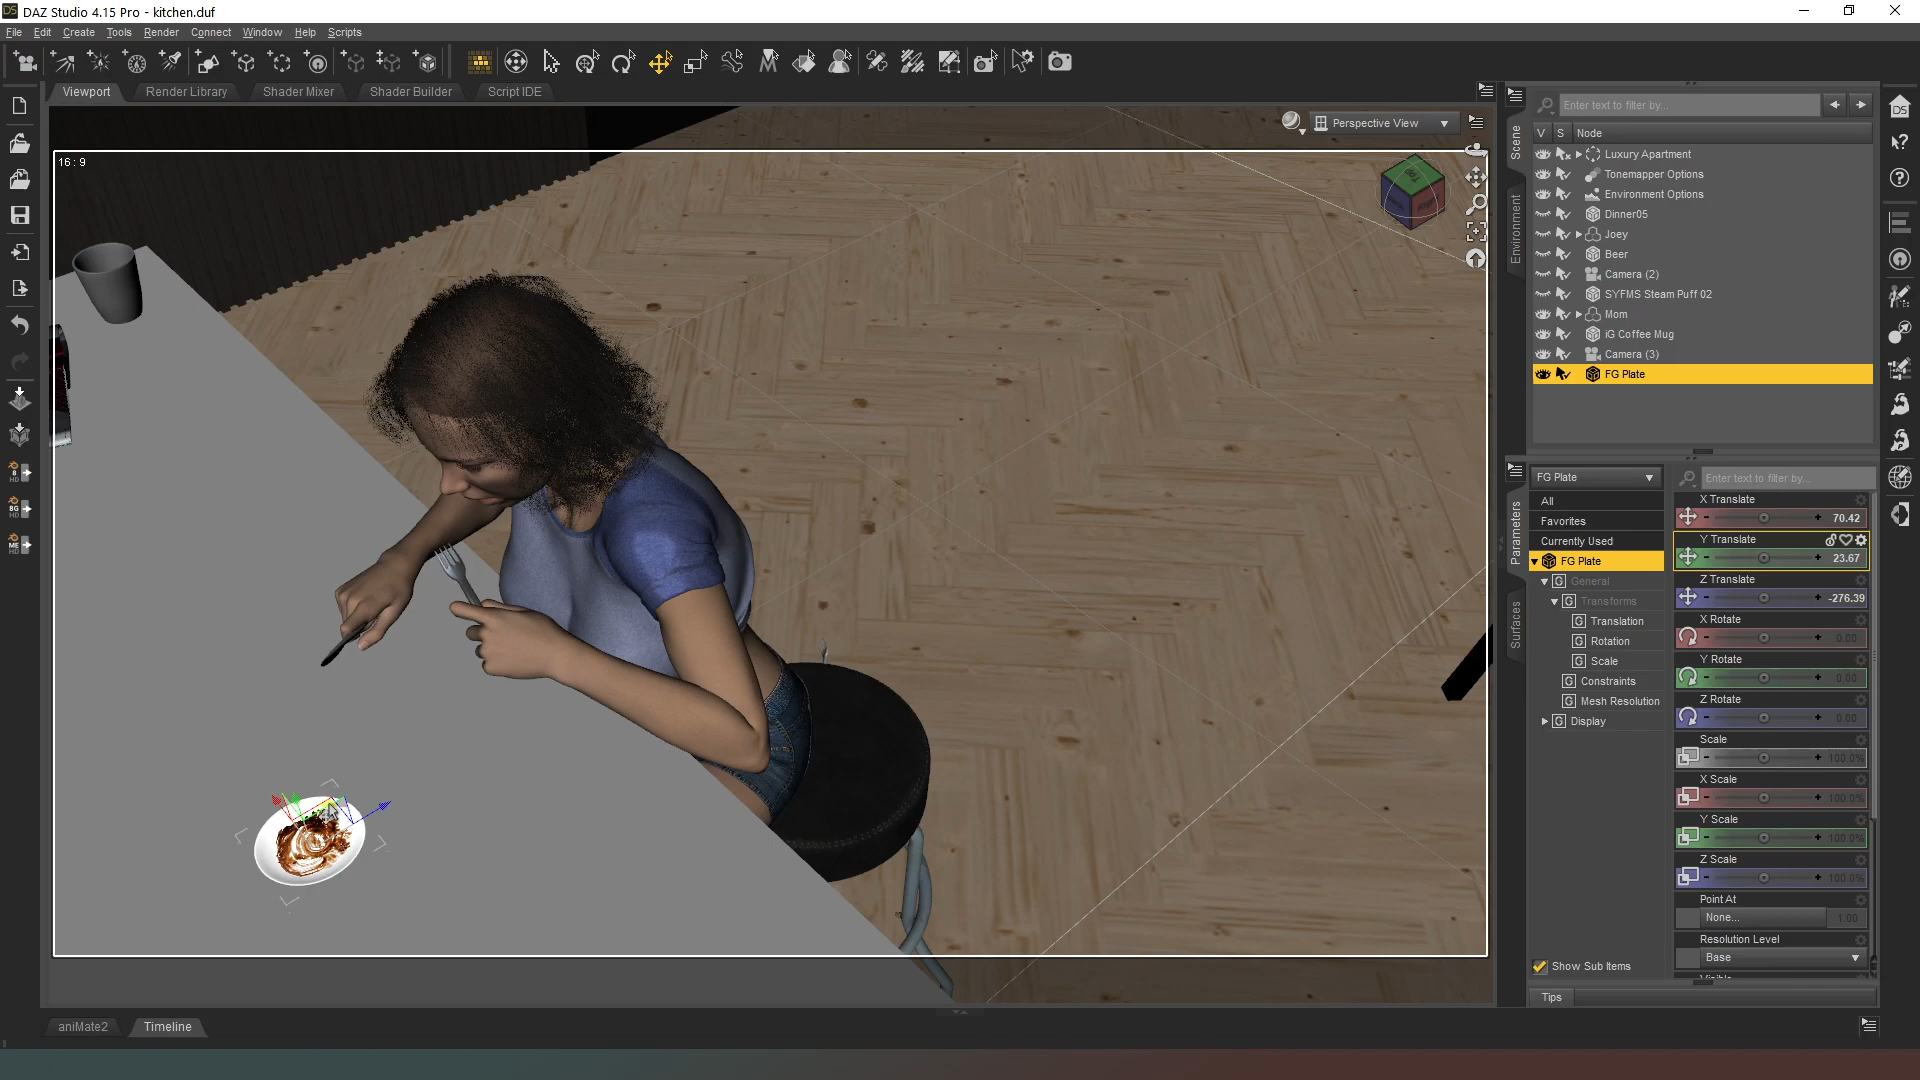 DAZ Studio 4.15 Pro - kitchen.duf
File Edit Create Tools Render Connect Window Help Scripts
Viewport Render Library Shader Mixer Shader Builder Script IDE
16 : 9
Perspective View
Top
Scene
Environment
Enter text to filter by...
V S Node
Luxury Apartment
Tonemapper Options
Environment Options
Dinner05
Joey
Beer
Camera (2)
SYFMS Steam Puff 02
Mom
iG Coffee Mug
Camera (3)
FG Plate
Parameters
Surfaces
FG Plate
All
Favorites
Currently Used
FG Plate
General
Transforms
Translation
Rotation
Scale
Constraints
Mesh Resolution
Display
Show Sub Items
Enter text to filter by...
X Translate
70.42
Y Translate
23.67
Z Translate
-276.39
X Rotate
0.00
Y Rotate
0.00
Z Rotate
0.00
Scale
100.0%
X Scale
100.0%
Y Scale
100.0%
Z Scale
100.0%
Point At
None...
1.00
Resolution Level
Base
Tips
aniMate2 Timeline